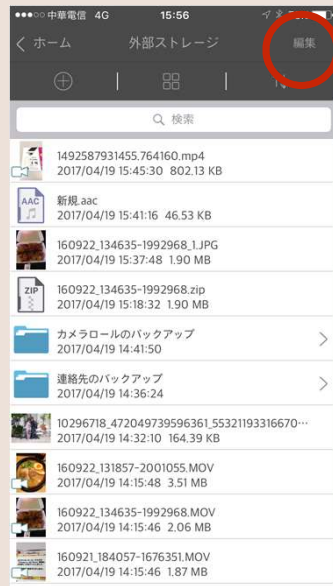 中華電信 4G 15:56
ホーム 外部ストレージ 編集
検索
1492587931455.764160.mp4
2017/04/19 15:45:30 802.13 KB
AAC
新規.aac
2017/04/19 15:41:16 46.53 KB
160922_134635-1992968_1.JPG
2017/04/19 15:37:48 1.90 MB
ZIP
160922_134635-1992968.zip
2017/04/19 15:18:32 1.90 MB
カメラロールのバックアップ
2017/04/19 14:41:50
連絡先のバックアップ
2017/04/19 14:36:24
10296718_472049739596361_55321193316670…
2017/04/19 14:32:10 164.39 KB
160922_131857-2001055.MOV
2017/04/19 14:15:48 3.51 MB
160922_134635-1992968.MOV
2017/04/19 14:15:46 2.06 MB
160921_184057-1676351.MOV
2017/04/19 14:15:46 1.87 MB